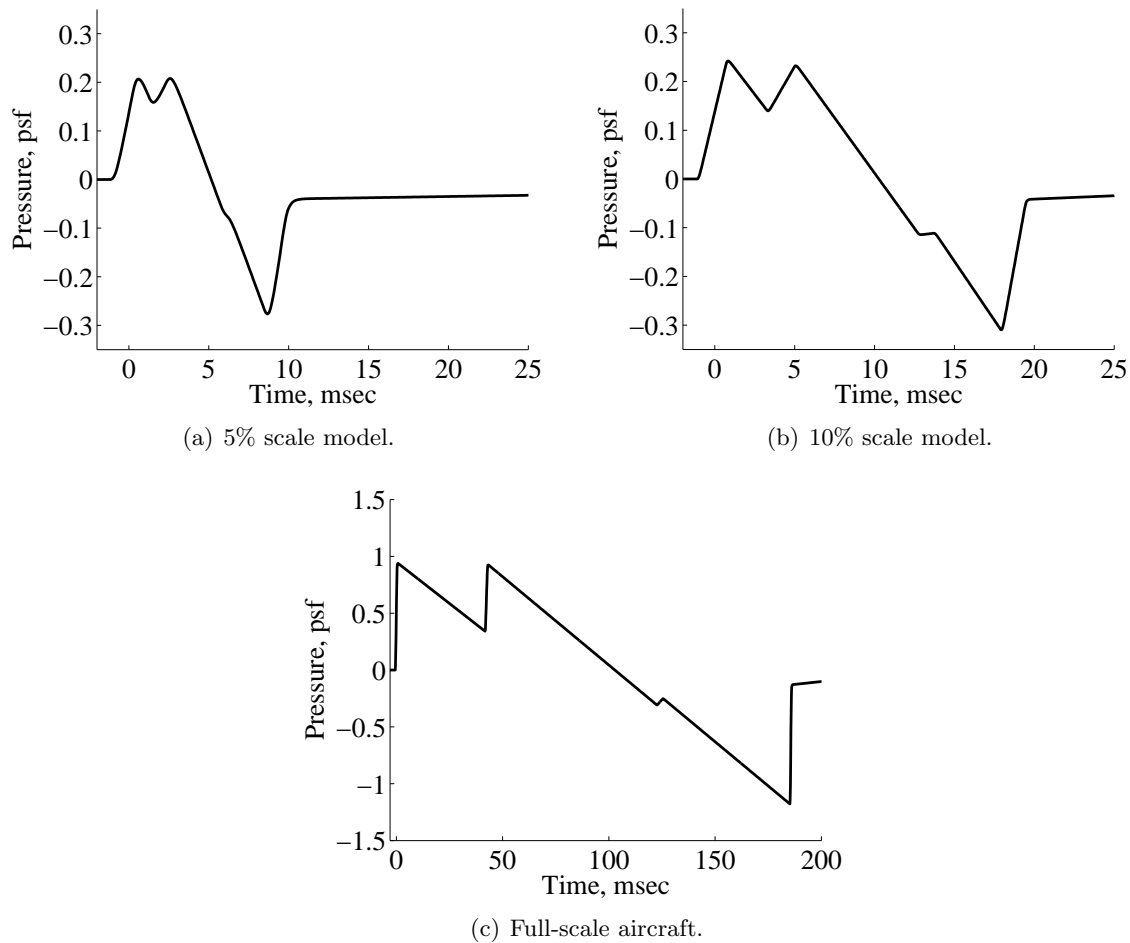 0.3
0.2
0.1
0
−0.1
−0.2
−0.3
Pressure, psf
0 5 10 15 20 25
Time, msec
(a) 5% scale model.
0.3
0.2
0.1
0
−0.1
−0.2
−0.3
Pressure, psf
0 5 10 15 20 25
Time, msec
(b) 10% scale model.
1.5
1
0.5
0
−0.5
−1
−1.5
Pressure, psf
0 50 100 150 200
Time, msec
(c) Full-scale aircraft.